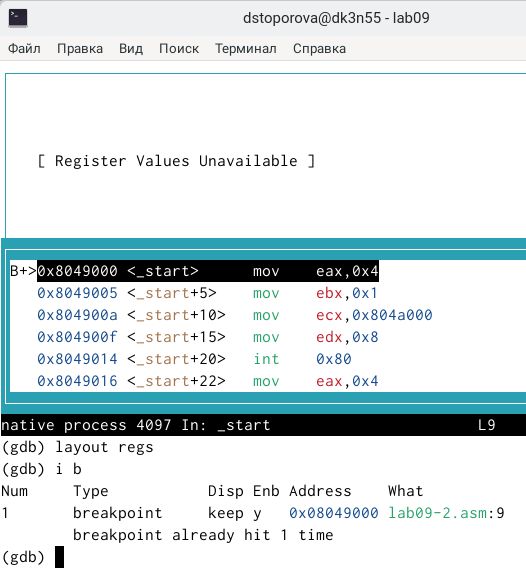 dstoporova@dk3n55 - lab09
Файл Правка Вид Поиск Терминал Справка
[ Register Values Unavailable ]
B+>0x8049000 <_start> mov eax,0x4
0x8049005 <_start+5> mov ebx,0x1
0x804900a <_start+10> mov ecx,0x804a000
0x804900f <_start+15> mov edx,0x8
0x8049014 <_start+20> int 0x80
0x8049016 <_start+22> mov eax,0x4
native process 4097 In: _start L9
(gdb) layout regs
(gdb) i b
Num Type Disp Enb Address What
1 breakpoint keep y 0x08049000 lab09-2.asm:9
breakpoint already hit 1 time
(gdb)